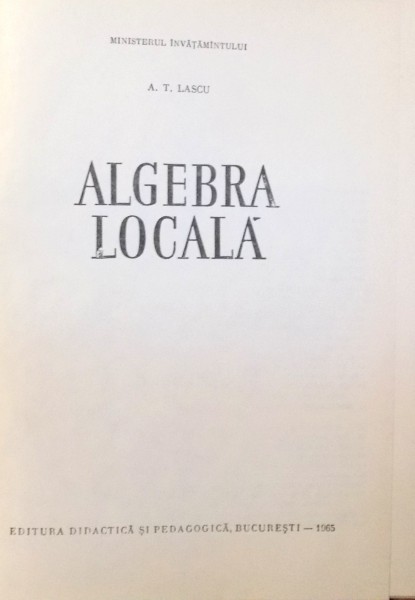 MINISTERUL ÎNVĂȚĂMÎNTULUI
A. T. LASCU
ALGEBRA
LOCALĂ
EDITURA DIDACTICĂ ȘI PEDAGOGICĂ, BUCUREȘTI — 1965